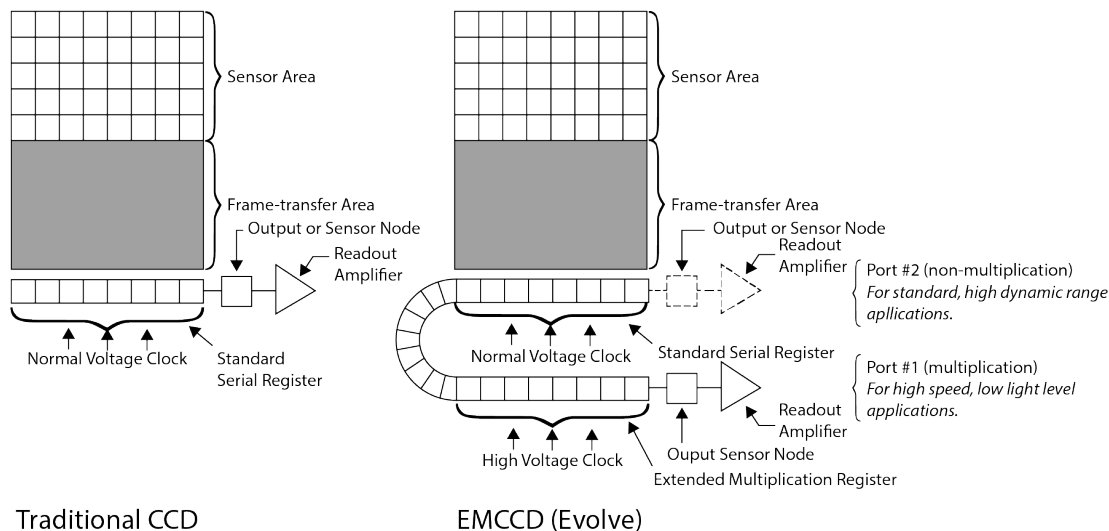 Sensor Area
Frame-transfer Area
Output or Sensor Node
Readout
Amplifier
Normal Voltage Clock
Standard
Serial Register
Traditional CCD
Sensor Area
Frame-transfer Area
Output or Sensor Node
Readout
Amplifier
Port #2 (non-multiplication)
For standard, high dynamic range
apllications.
Normal Voltage Clock
Standard Serial Register
Port #1 (multiplication)
For high speed, low light level
applications.
Readout
Amplifier
Ouput Sensor Node
High Voltage Clock
Extended Multiplication Register
EMCCD (Evolve)